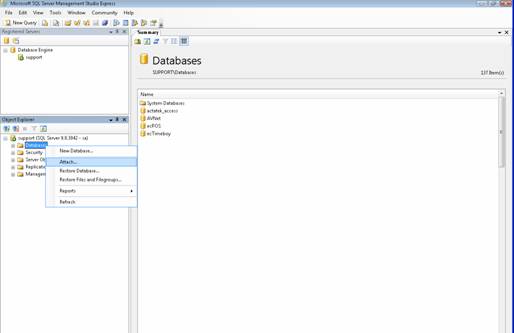 Microsoft SQL Server Management Studio Express
File Edit View Tools Window Community Help
New Query
Registered Servers
Database Engine
support
Object Explorer
support (SQL Server 9.0.3042 - sa)
Databases
Security
Server Ob
Replicatio
Managem
New Database...
Attach...
Restore Database...
Restore Files and Filegroups...
Reports
Refresh
Summary
Databases
SUPPORT\Databases
137 Item(s)
Name
System Databases
actatek_access
AVNet
ecPOS
ecTimeboy